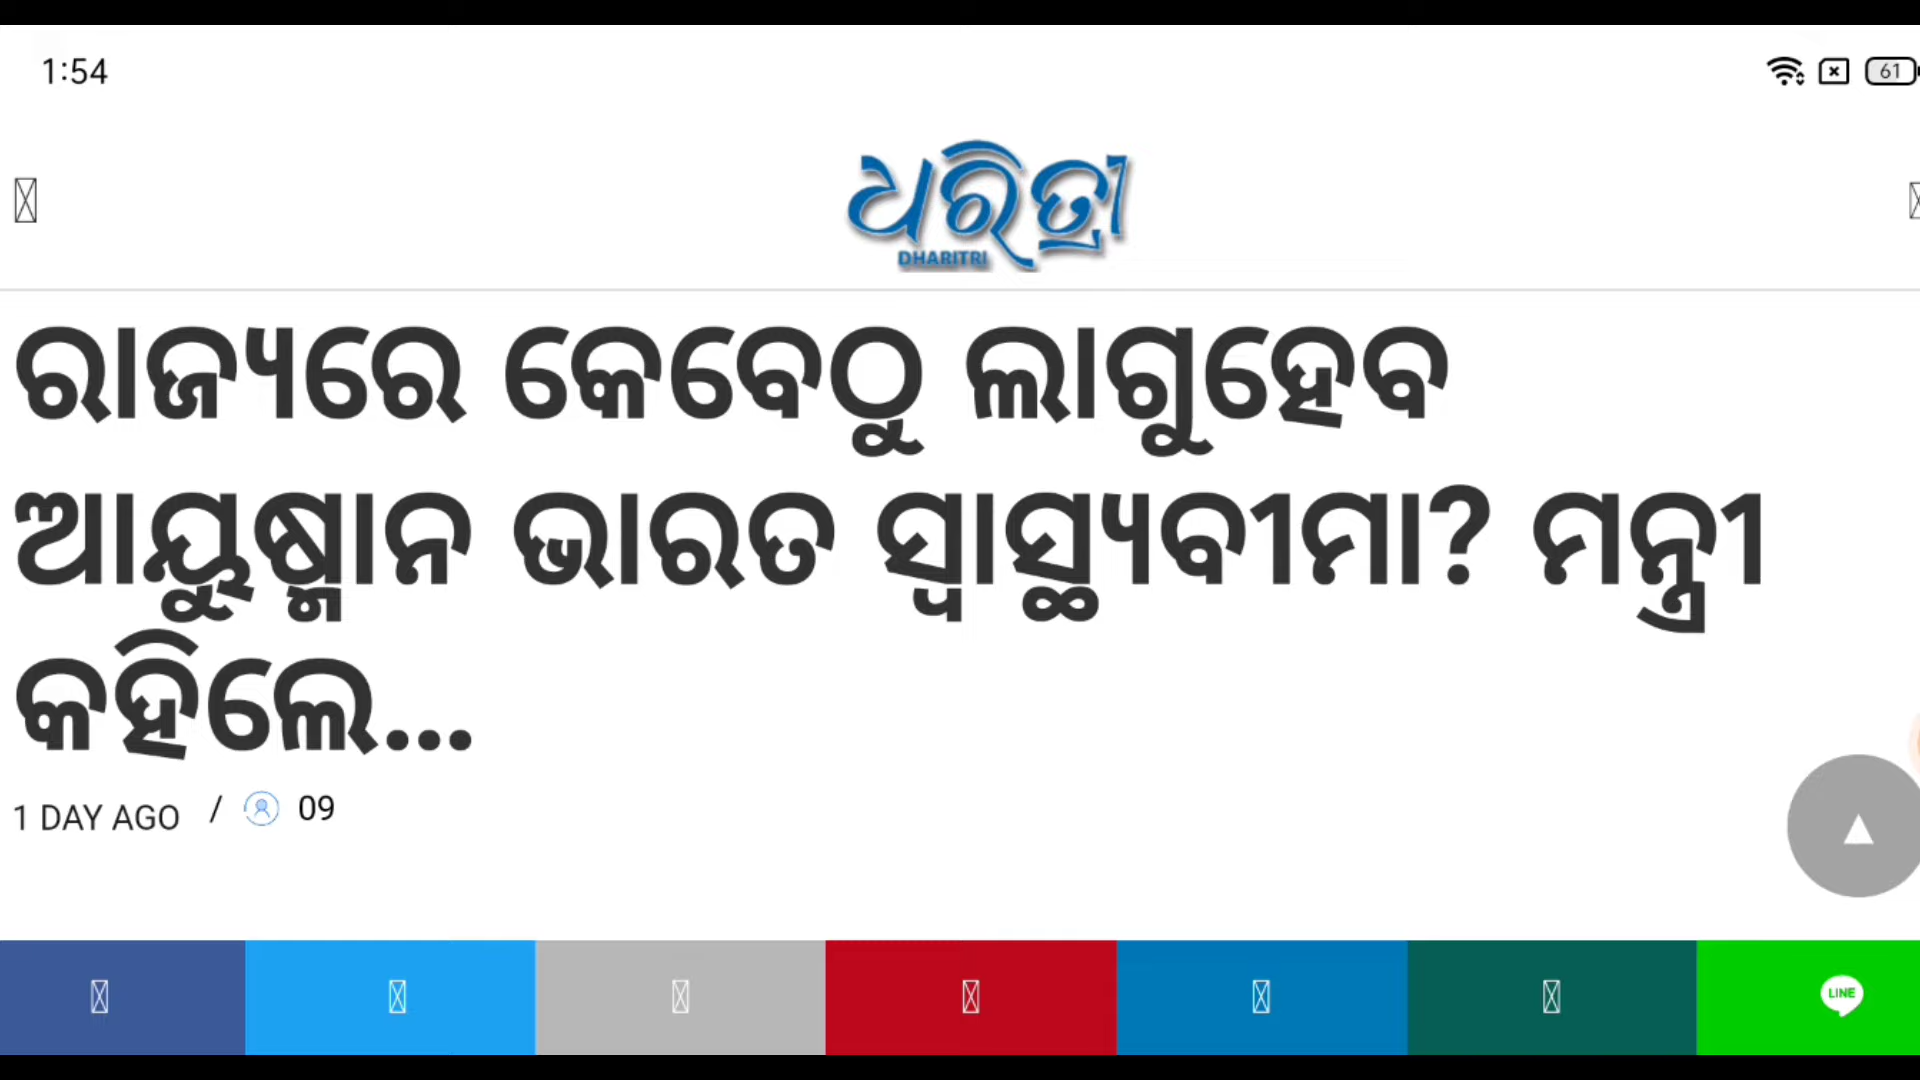 1:54
61
ଧରିତ୍ରୀ
DHARITRI
ରାଜ୍ୟରେ କେବେଠୁ ଲାଗୁହେବ
ଆୟୁଷ୍ମାନ ଭାରତ ସ୍ୱାସ୍ଥ୍ୟବୀମା? ମନ୍ତ୍ରୀ
କହିଲେ...
1 DAY AGO / 09
LINE